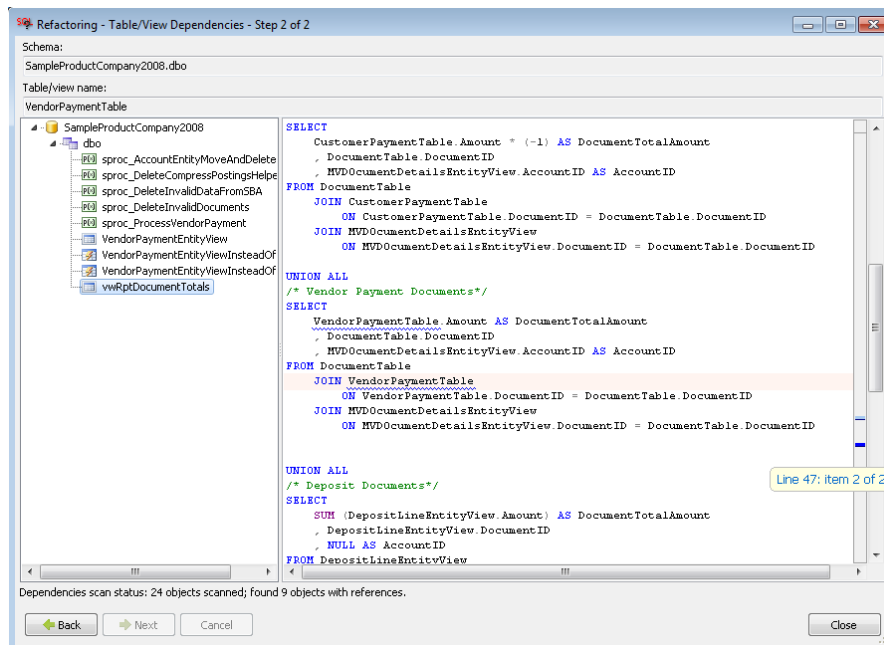 SQL Refactoring - Table/View Dependencies - Step 2 of 2
Schema:
SampleProductCompany2008.dbo
Table/view name:
VendorPaymentTable
SampleProductCompany2008
dbo
sproc_AccountEntityMoveAndDelete
sproc_DeleteCompressPostingsHelpe
sproc_DeleteInvalidDataFromSBA
sproc_DeleteInvalidDocuments
sproc_ProcessVendorPayment
VendorPaymentEntityView
VendorPaymentEntityViewInsteadOf
VendorPaymentEntityViewInsteadOf
vwRptDocumentTotals
SELECT
CustomerPaymentTable.Amount * (-1) AS DocumentTotalAmount
, DocumentTable.DocumentID
, MVDOcumentDetailsEntityView.AccountID AS AccountID
FROM DocumentTable
JOIN CustomerPaymentTable
ON CustomerPaymentTable.DocumentID = DocumentTable.DocumentID
JOIN MVDOcumentDetailsEntityView
ON MVDOcumentDetailsEntityView.DocumentID = DocumentTable.DocumentID
UNION ALL
/* Vendor Payment Documents*/
SELECT
VendorPaymentTable.Amount AS DocumentTotalAmount
, DocumentTable.DocumentID
, MVDOcumentDetailsEntityView.AccountID AS AccountID
FROM DocumentTable
JOIN VendorPaymentTable
ON VendorPaymentTable.DocumentID = DocumentTable.DocumentID
JOIN MVDOcumentDetailsEntityView
ON MVDOcumentDetailsEntityView.DocumentID = DocumentTable.DocumentID
UNION ALL
/* Deposit Documents*/
SELECT
SUM (DepositLineEntityView.Amount) AS DocumentTotalAmount
, DepositLineEntityView.DocumentID
, NULL AS AccountID
FROM DepositLineEntityView
Line 47: item 2 of 2
Dependencies scan status: 24 objects scanned; found 9 objects with references.
Back
Next
Cancel
Close